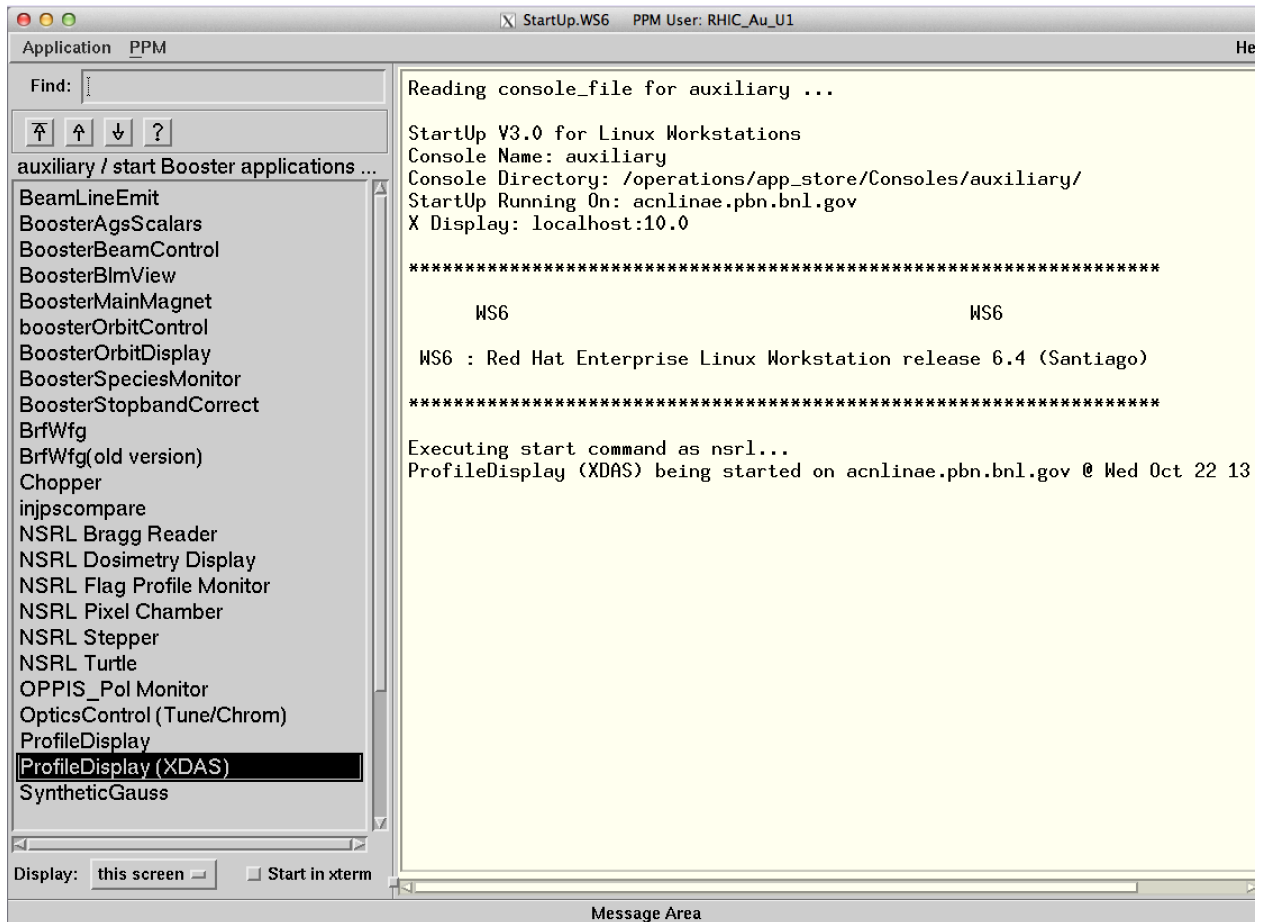 StartUp.WS6 PPM User: RHIC_Au_U1
Application PPM He
Find:
?
auxiliary / start Booster applications ...
BeamLineEmit
BoosterAgsScalars
BoosterBeamControl
BoosterBlmView
BoosterMainMagnet
boosterOrbitControl
BoosterOrbitDisplay
BoosterSpeciesMonitor
BoosterStopbandCorrect
BrfWfg
BrfWfg(old version)
Chopper
injpscompare
NSRL Bragg Reader
NSRL Dosimetry Display
NSRL Flag Profile Monitor
NSRL Pixel Chamber
NSRL Stepper
NSRL Turtle
OPPIS_Pol Monitor
OpticsControl (Tune/Chrom)
ProfileDisplay
ProfileDisplay (XDAS)
SyntheticGauss
Display: this screen Start in xterm
Reading console_file for auxiliary ...
StartUp V3.0 for Linux Workstations
Console Name: auxiliary
Console Directory: /operations/app_store/Consoles/auxiliary/
StartUp Running On: acnlinae.pbn.bnl.gov
X Display: localhost:10.0
*******************************************************************
WS6 WS6
WS6 : Red Hat Enterprise Linux Workstation release 6.4 (Santiago)
*******************************************************************
Executing start command as nsrl...
ProfileDisplay (XDAS) being started on acnlinae.pbn.bnl.gov @ Wed Oct 22 13
Message Area